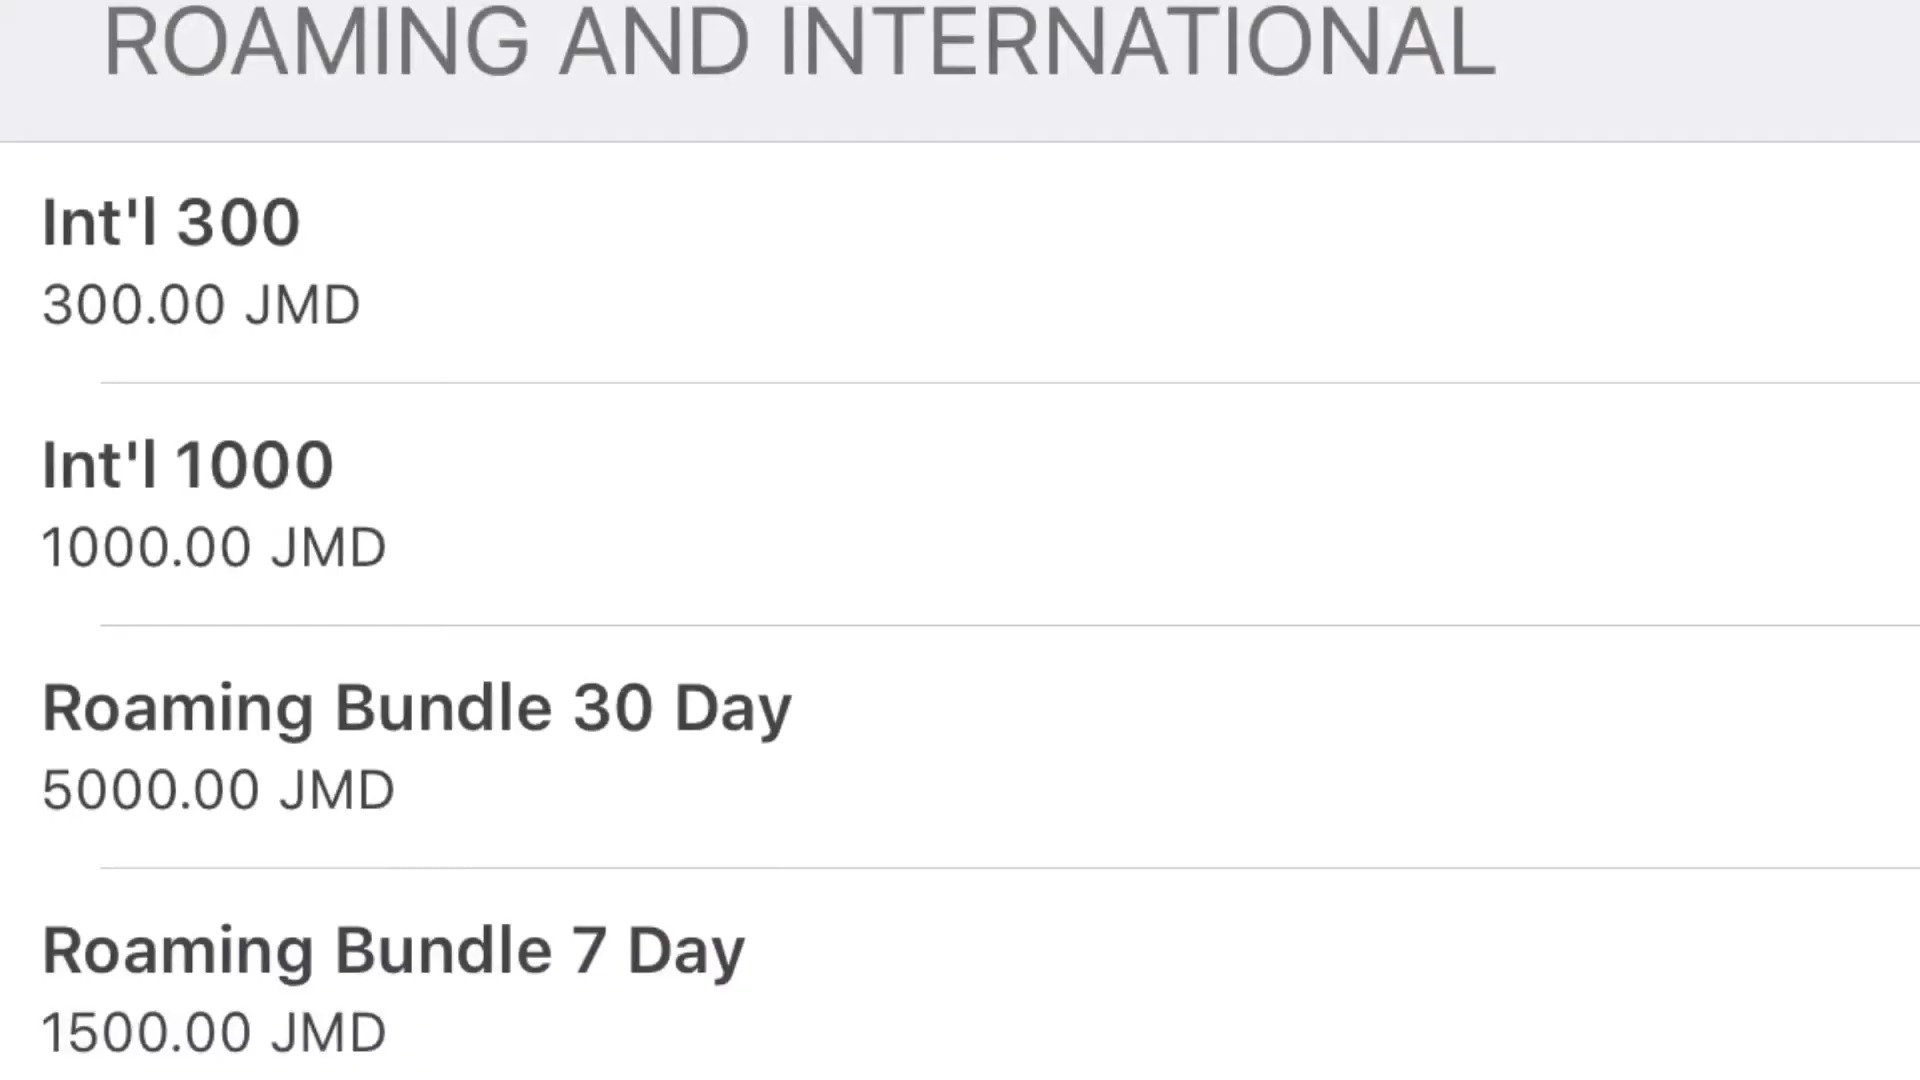 ROAMING AND INTERNATIONAL
Int'l 300
300.00 JMD
Int'l 1000
1000.00 JMD
Roaming Bundle 30 Day
5000.00 JMD
Roaming Bundle 7 Day
1500.00 JMD